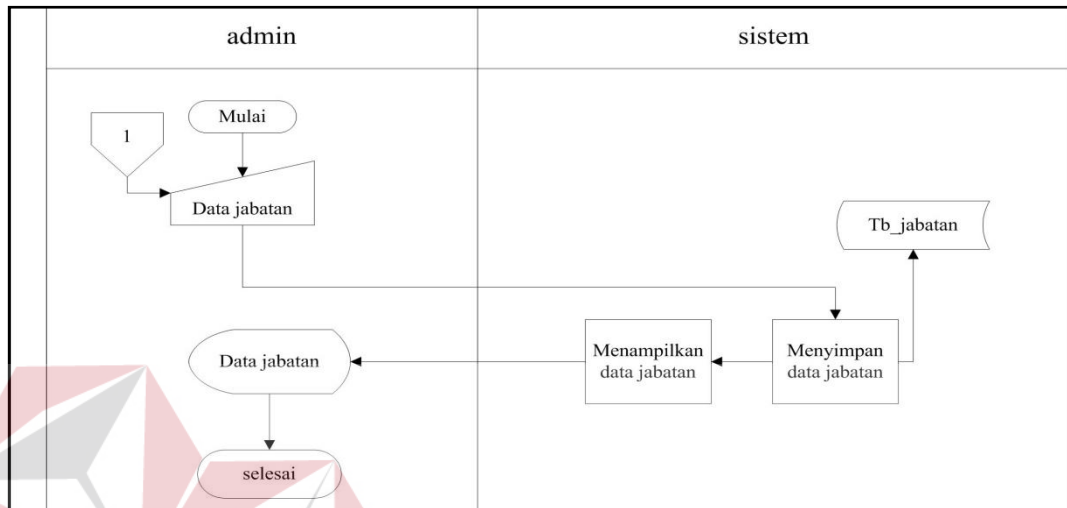 admin
sistem
Mulai
1
Data jabatan
Tb_jabatan
Data jabatan
Menampilkan
data jabatan
Menyimpan
data jabatan
selesai